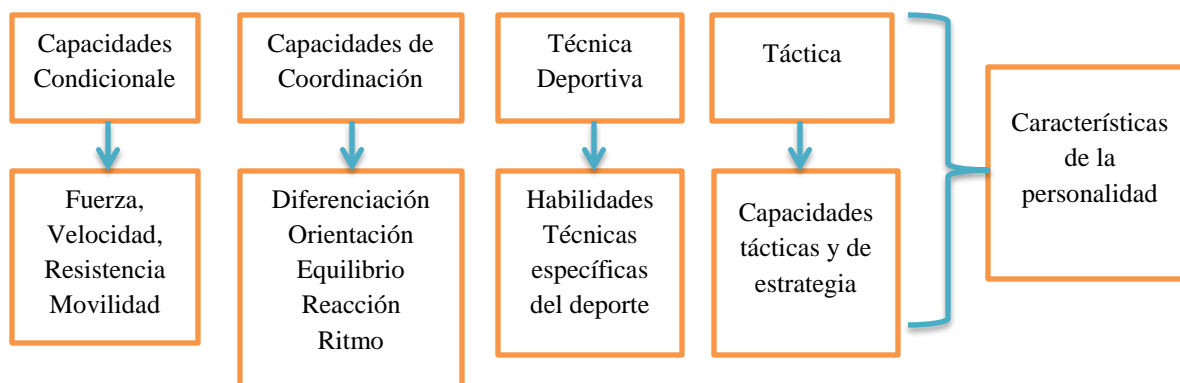 Capacidades
Condicionale
Capacidades de
Coordinación
Técnica
Deportiva
Táctica
Fuerza,
Velocidad,
Resistencia
Movilidad
Diferenciación
Orientación
Equilibrio
Reacción
Ritmo
Habilidades
Técnicas
específicas
del deporte
Capacidades
tácticas y de
estrategia
Características
de la
personalidad